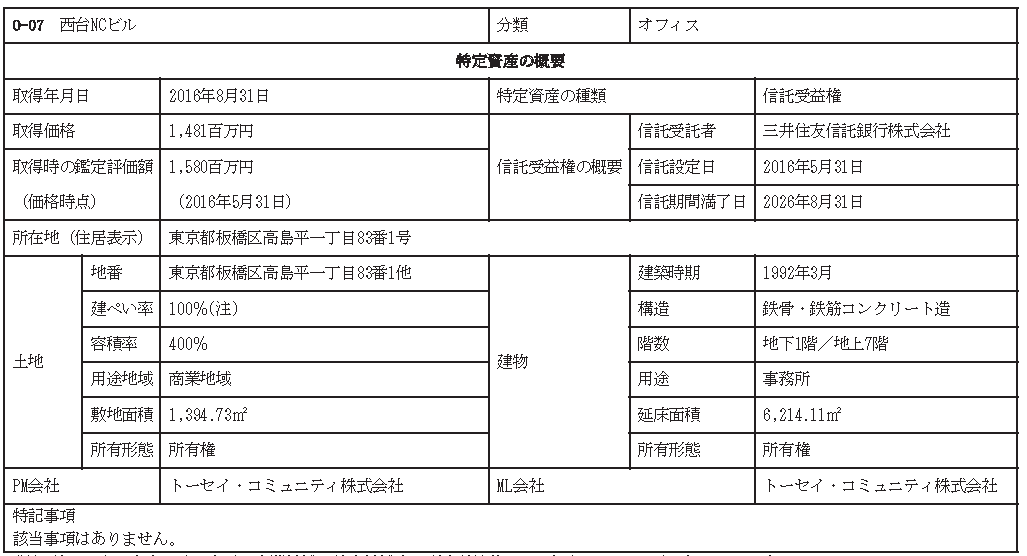 O-07 西台NCビル 分類 オフィス
特定資産の概要
取得年月日 2016年8月31日 特定資産の種類 信託受益権
取得価格 1,481百万円 信託受益権の概要 信託受託者 三井住友信託銀行株式会社
取得時の鑑定評価額 1,580百万円 信託設定日 2016年5月31日
(価格時点) (2016年5月31日) 信託期間満了日 2026年8月31日
所在地(住居表示) 東京都板橋区高島平一丁目83番1号
土地 地番 東京都板橋区高島平一丁目83番1他 建物 建築時期 1992年3月
建ぺい率 100%(注) 構造 鉄骨・鉄筋コンクリート造
容積率 400% 階数 地下1階/地上7階
用途地域 商業地域 用途 事務所
敷地面積 1,394.73㎡ 延床面積 6,214.11㎡
所有形態 所有権 所有形態 所有権
PM会社 トーセイ・コミュニティ株式会社 ML会社 トーセイ・コミュニティ株式会社
特記事項
該当事項はありません。